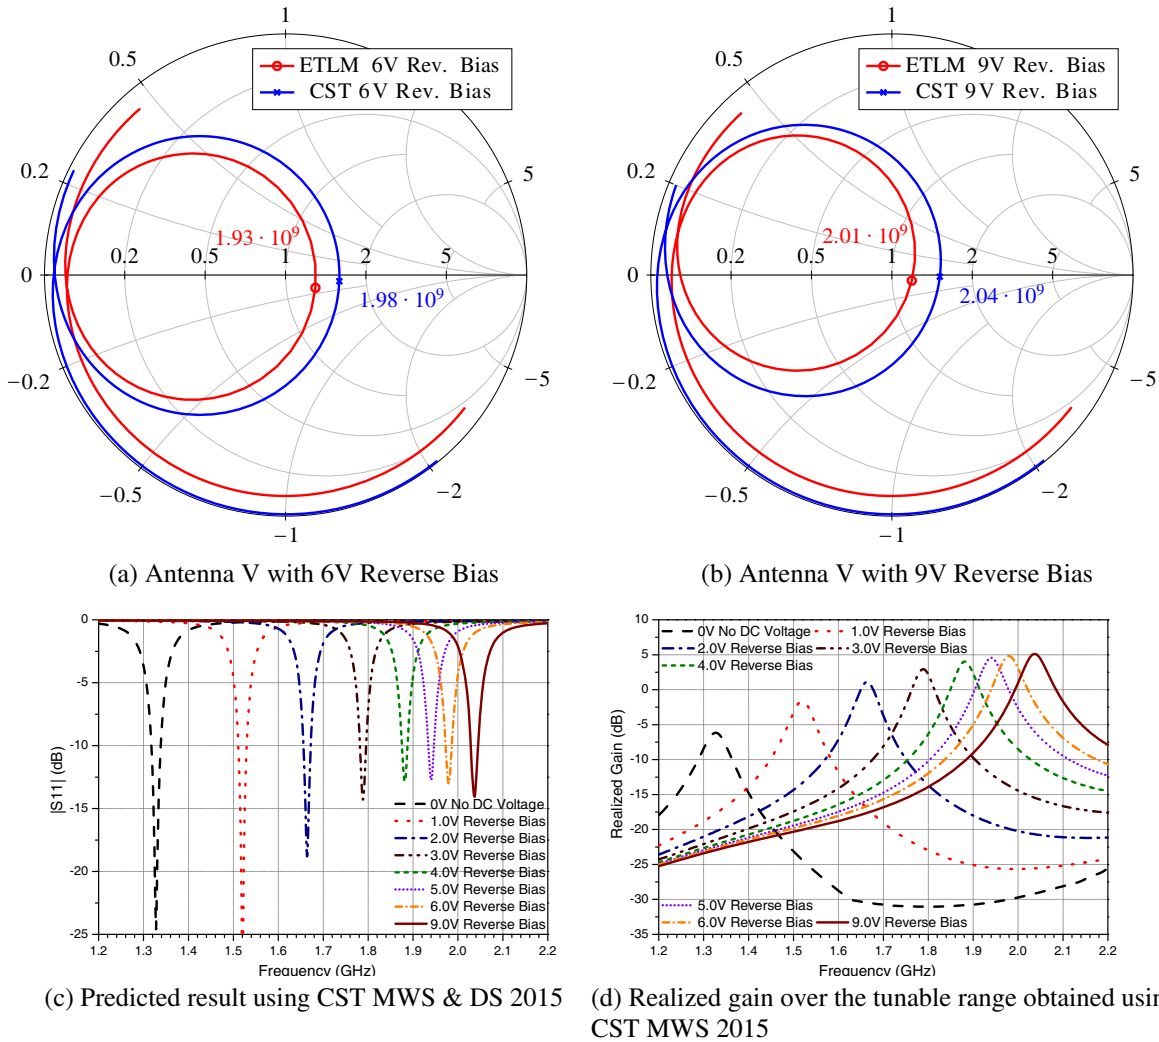 1
0.5
ETLM 6V Rev. Bias
CST 6V Rev. Bias
0.2
5
1.93 · 10⁹
0
0.2
0.5
1
2
5
1.98 · 10⁹
−0.2
−5
−0.5
−2
−1
(a) Antenna V with 6V Reverse Bias
1
0.5
ETLM 9V Rev. Bias
CST 9V Rev. Bias
0.2
5
2.01 · 10⁹
0
0.2
0.5
1
2
5
2.04 · 10⁹
−0.2
−5
−0.5
−2
−1
(b) Antenna V with 9V Reverse Bias
|S11| (dB)
0
-5
-10
-15
-20
-25
0V No DC Voltage
1.0V Reverse Bias
2.0V Reverse Bias
3.0V Reverse Bias
4.0V Reverse Bias
5.0V Reverse Bias
6.0V Reverse Bias
9.0V Reverse Bias
1.2 1.3 1.4 1.5 1.6 1.7 1.8 1.9 2.0 2.1 2.2
Frequency (GHz)
(c) Predicted result using CST MWS & DS 2015
Realized Gain (dB)
10
5
0
-5
-10
-15
-20
-25
-30
-35
0V No DC Voltage 1.0V Reverse Bias
2.0V Reverse Bias 3.0V Reverse Bias
4.0V Reverse Bias
5.0V Reverse Bias
6.0V Reverse Bias 9.0V Reverse Bias
1.2 1.3 1.4 1.5 1.6 1.7 1.8 1.9 2.0 2.1 2.2
Frequency (GHz)
(d) Realized gain over the tunable range obtained usin
CST MWS 2015